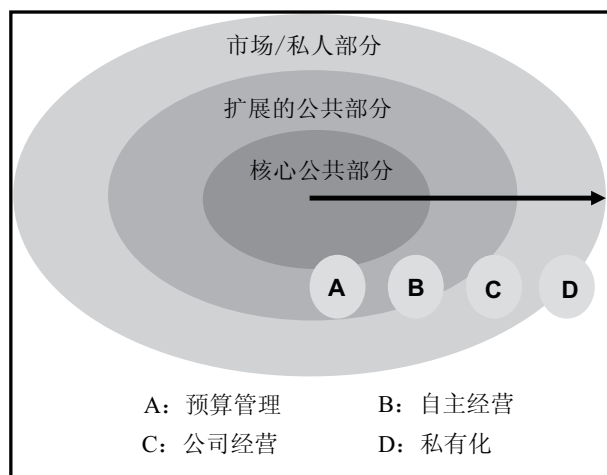 市场/私人部分
扩展的公共部分
核心公共部分
A B C D
A：预算管理 B：自主经营
C：公司经营 D：私有化